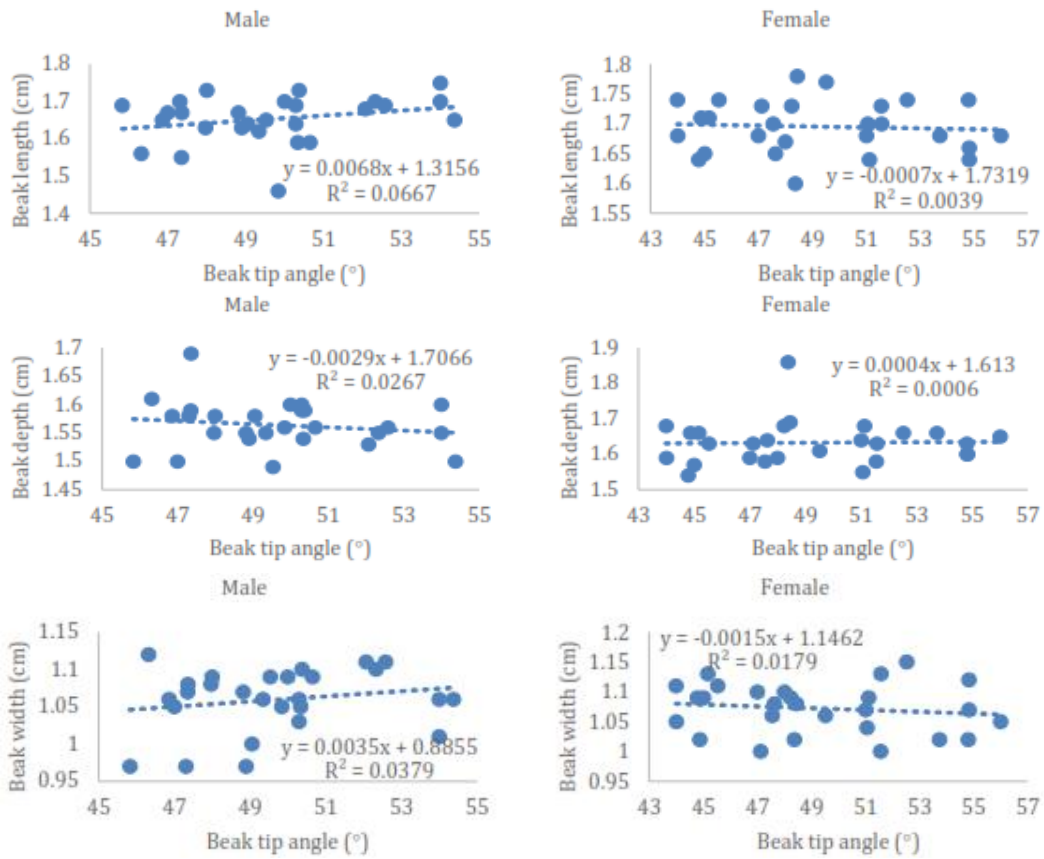 Male
Beak length (cm)
1.8
1.7
1.6
1.5
1.4
y = 0.0068x + 1.3156
R² = 0.0667
45 47 49 51 53 55
Beak tip angle (°)
Female
Beak length (cm)
1.8
1.75
1.7
1.65
1.6
1.55
y = -0.0007x + 1.7319
R² = 0.0039
43 45 47 49 51 53 55 57
Beak tip angle (°)
Male
Beak depth (cm)
1.7
1.65
1.6
1.55
1.5
1.45
y = -0.0029x + 1.7066
R² = 0.0267
45 47 49 51 53 55
Beak tip angle (°)
Female
Beak depth (cm)
1.9
1.8
1.7
1.6
1.5
y = 0.0004x + 1.613
R² = 0.0006
43 45 47 49 51 53 55 57
Beak tip angle (°)
Male
Beak width (cm)
1.15
1.1
1.05
1
0.95
y = 0.0035x + 0.8855
R² = 0.0379
45 47 49 51 53 55
Beak tip angle (°)
Female
Beak width (cm)
1.2
1.15
1.1
1.05
1
0.95
y = -0.0015x + 1.1462
R² = 0.0179
43 45 47 49 51 53 55 57
Beak tip angle (°)